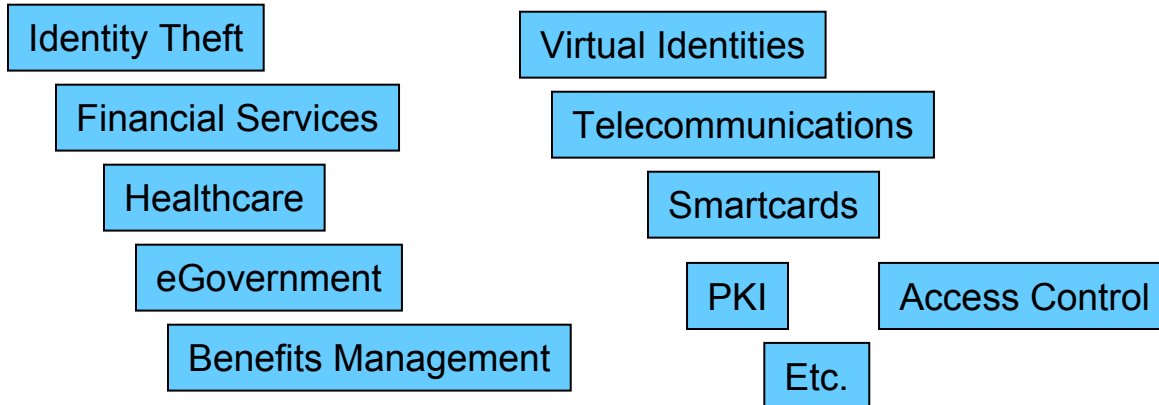 Identity Theft
Financial Services
Healthcare
eGovernment
Benefits Management
Virtual Identities
Telecommunications
Smartcards
PKI
Access Control
Etc.